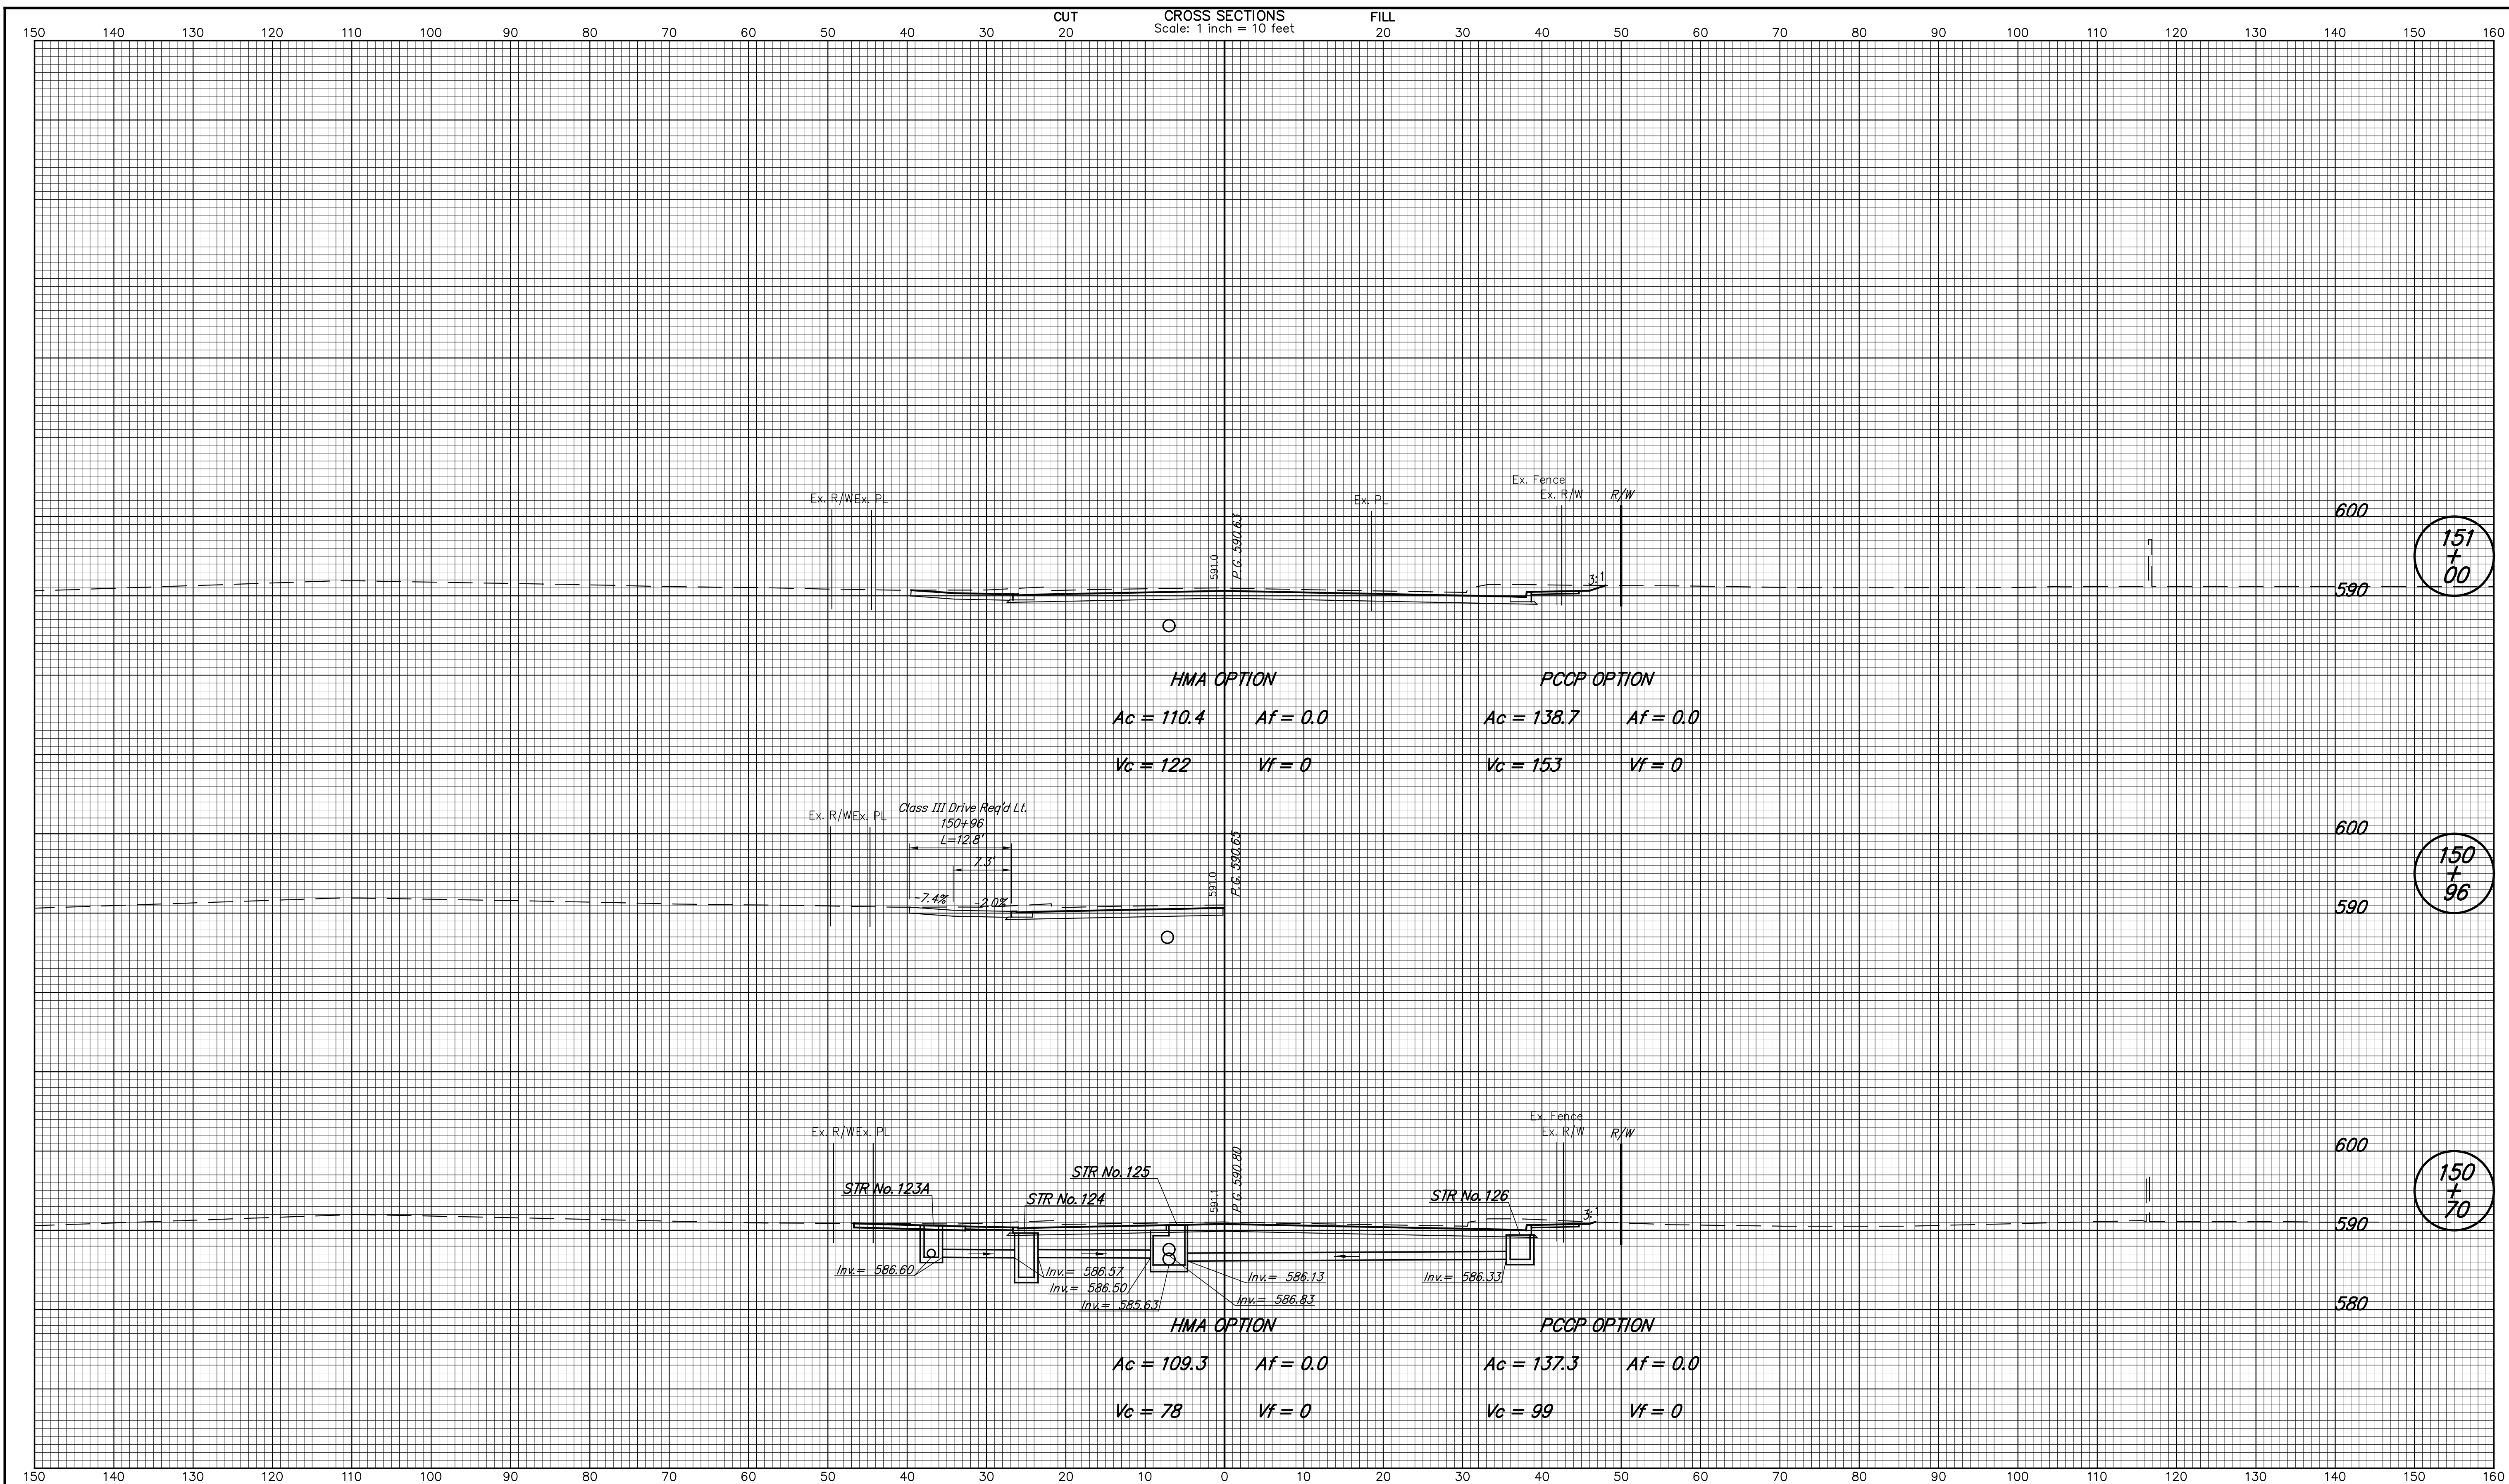 CUT CROSS SECTIONS FILL
Scale: 1 inch = 10 feet
150 140 130 120 110 100 90 80 70 60 50 40 30 20 20 30 40 50 60 70 80 90 100 110 120 130 140 150 160
Ex. Fence
Ex. R/W Ex. PL Ex. PL Ex. R/W R/W
600
591.0
P.G. 590.63
151
+
00
3:1
590
HMA OPTION PCCP OPTION
Ac = 110.4 Af = 0.0 Ac = 138.7 Af = 0.0
Vc = 122 Vf = 0 Vc = 153 Vf = 0
Class III Drive Req'd Lt.
Ex. R/W Ex. PL
150+96
L=12.8'
7.3'
600
591.0
P.G. 590.65
150
+
96
-7.4% -2.0%
590
Ex. Fence
Ex. R/W Ex. PL Ex. R/W R/W
600
STR No. 125
STR No. 123A
STR No. 124
STR No. 126
591.1
P.G. 590.80
150
+
70
3:1
590
Inv.= 586.60
Inv.= 586.57
Inv.= 586.50
Inv.= 585.63
Inv.= 586.13
Inv.= 586.83
Inv.= 586.33
580
HMA OPTION PCCP OPTION
Ac = 109.3 Af = 0.0 Ac = 137.3 Af = 0.0
Vc = 78 Vf = 0 Vc = 99 Vf = 0
150 140 130 120 110 100 90 80 70 60 50 40 30 20 10 0 10 20 30 40 50 60 70 80 90 100 110 120 130 140 150 160